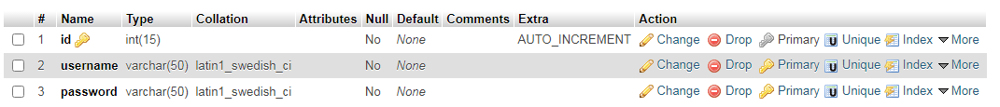 # Name Type Collation Attributes Null Default Comments Extra Action
1 id int(15) No None AUTO_INCREMENT Change Drop Primary Unique Index More
2 username varchar(50) latin1_swedish_ci No None Change Drop Primary Unique Index More
3 password varchar(50) latin1_swedish_ci No None Change Drop Primary Unique Index More